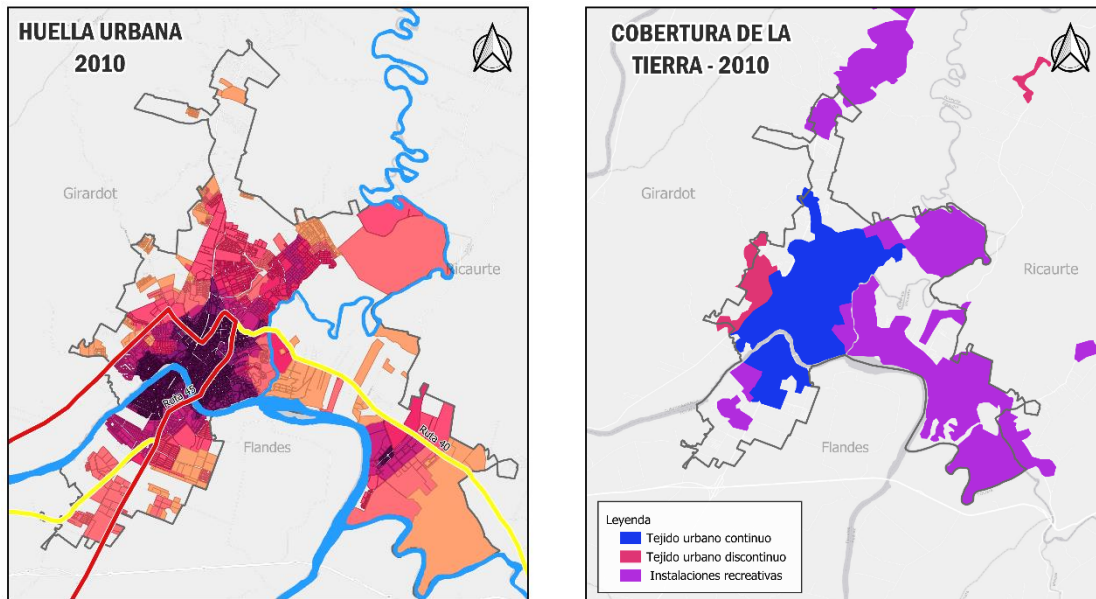 HUELLA URBANA
2010
Girardot
Ricaurte
Ruta 45
Ruta 40
Flandes
COBERTURA DE LA
TIERRA - 2010
Girardot
Ricaurte
Flandes
Leyenda
Tejido urbano continuo
Tejido urbano discontinuo
Instalaciones recreativas